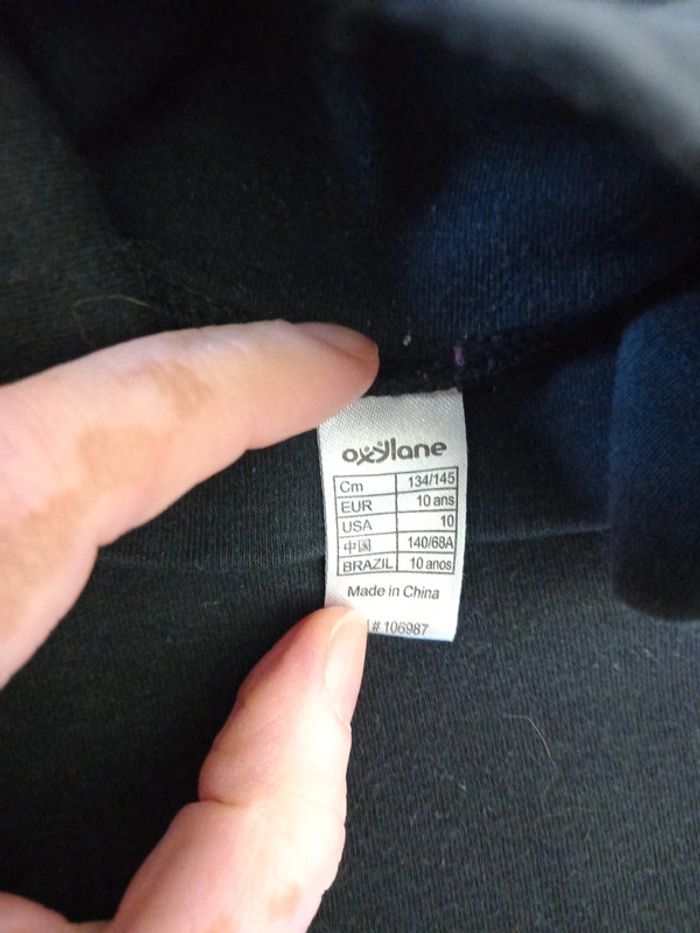 oxylane
Cm 134/145
EUR 10 ans
USA 10
中国 140/68A
BRAZIL 10 anos
Made in China
# 106987